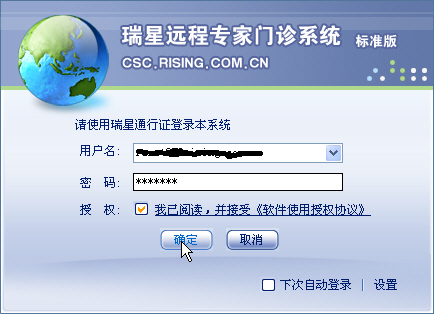 瑞星远程专家门诊系统 标准版
CSC.RISING.COM.CN
请使用瑞星通行证登录本系统
用户名:
密 码: *******
授 权: 我已阅读，并接受《软件使用授权协议》
确定 取消
下次自动登录 | 设置